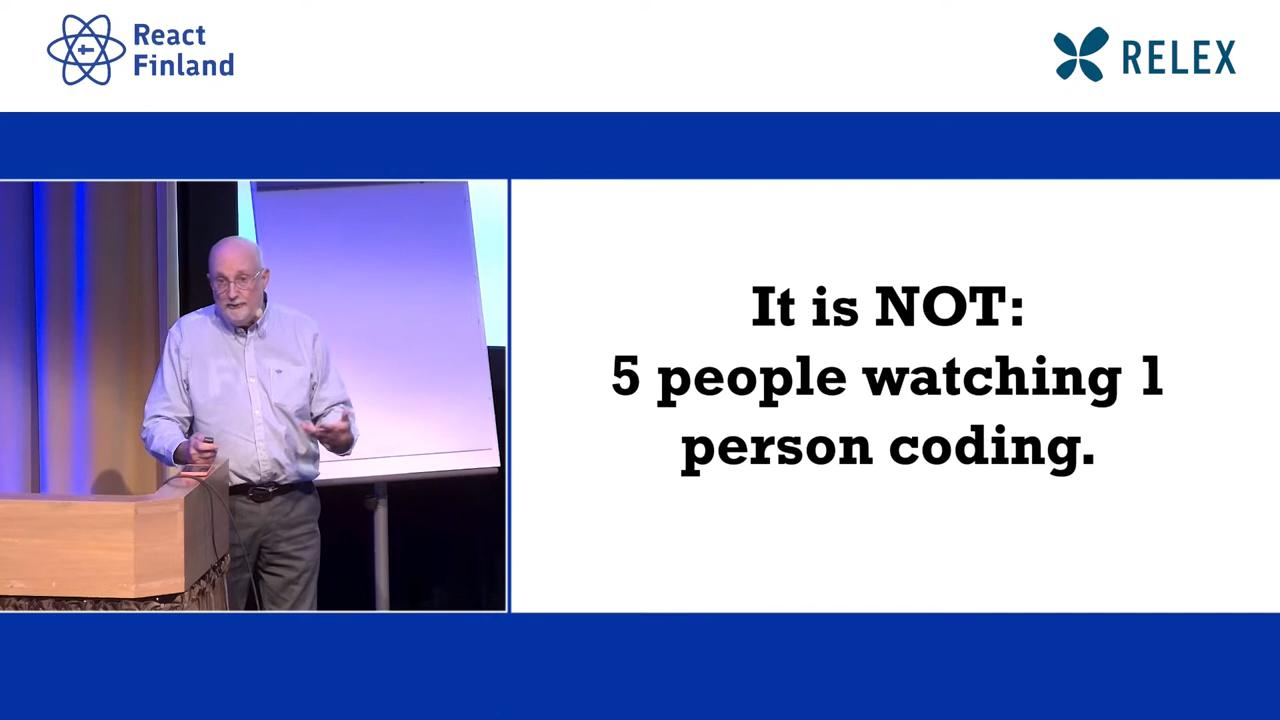 React
Finland
RELEX
It is NOT:
5 people watching 1
person coding.